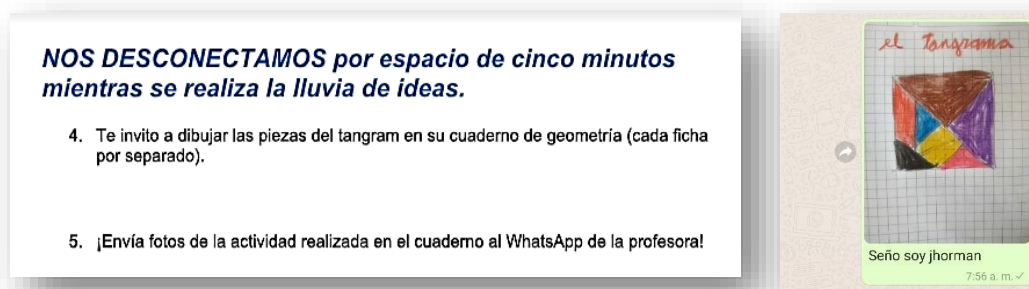 NOS DESCONECTAMOS por espacio de cinco minutos
mientras se realiza la lluvia de ideas.
4. Te invito a dibujar las piezas del tangram en su cuaderno de geometría (cada ficha
por separado).
5. ¡Envía fotos de la actividad realizada en el cuaderno al WhatsApp de la profesora!
el Tangrama
Seño soy jhorman
7:56 a. m.